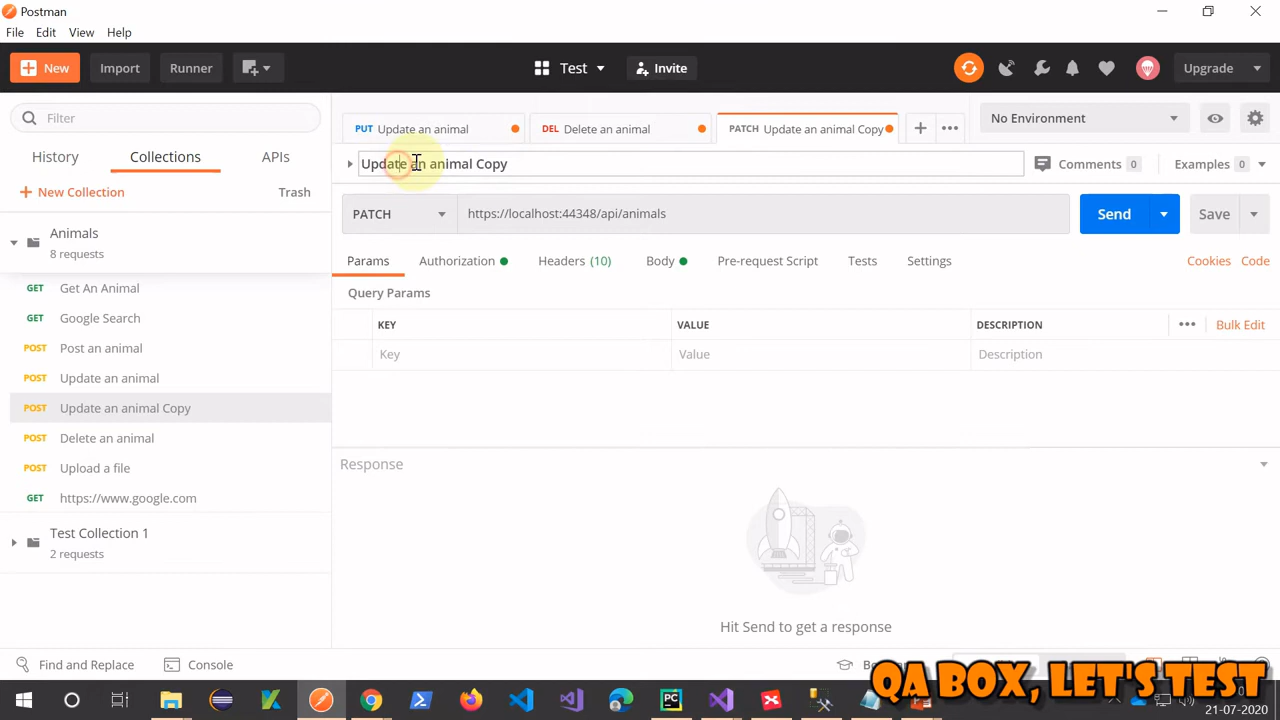 Postman
File Edit View Help
New Import Runner Test Invite Upgrade
Filter
History Collections APIs
New Collection Trash
Animals
8 requests
GET Get An Animal
GET Google Search
POST Post an animal
POST Update an animal
POST Update an animal Copy
POST Delete an animal
POST Upload a file
GET https://www.google.com
Test Collection 1
2 requests
PUT Update an animal DEL Delete an animal PATCH Update an animal Copy No Environment
Update an animal Copy Comments 0 Examples 0
PATCH https://localhost:44348/api/animals Send Save
Params Authorization Headers (10) Body Pre-request Script Tests Settings Cookies Code
Query Params
KEY VALUE DESCRIPTION Bulk Edit
Key Value Description
Response
Hit Send to get a response
Find and Replace Console
QA BOX, LET'S TEST
21-07-2020